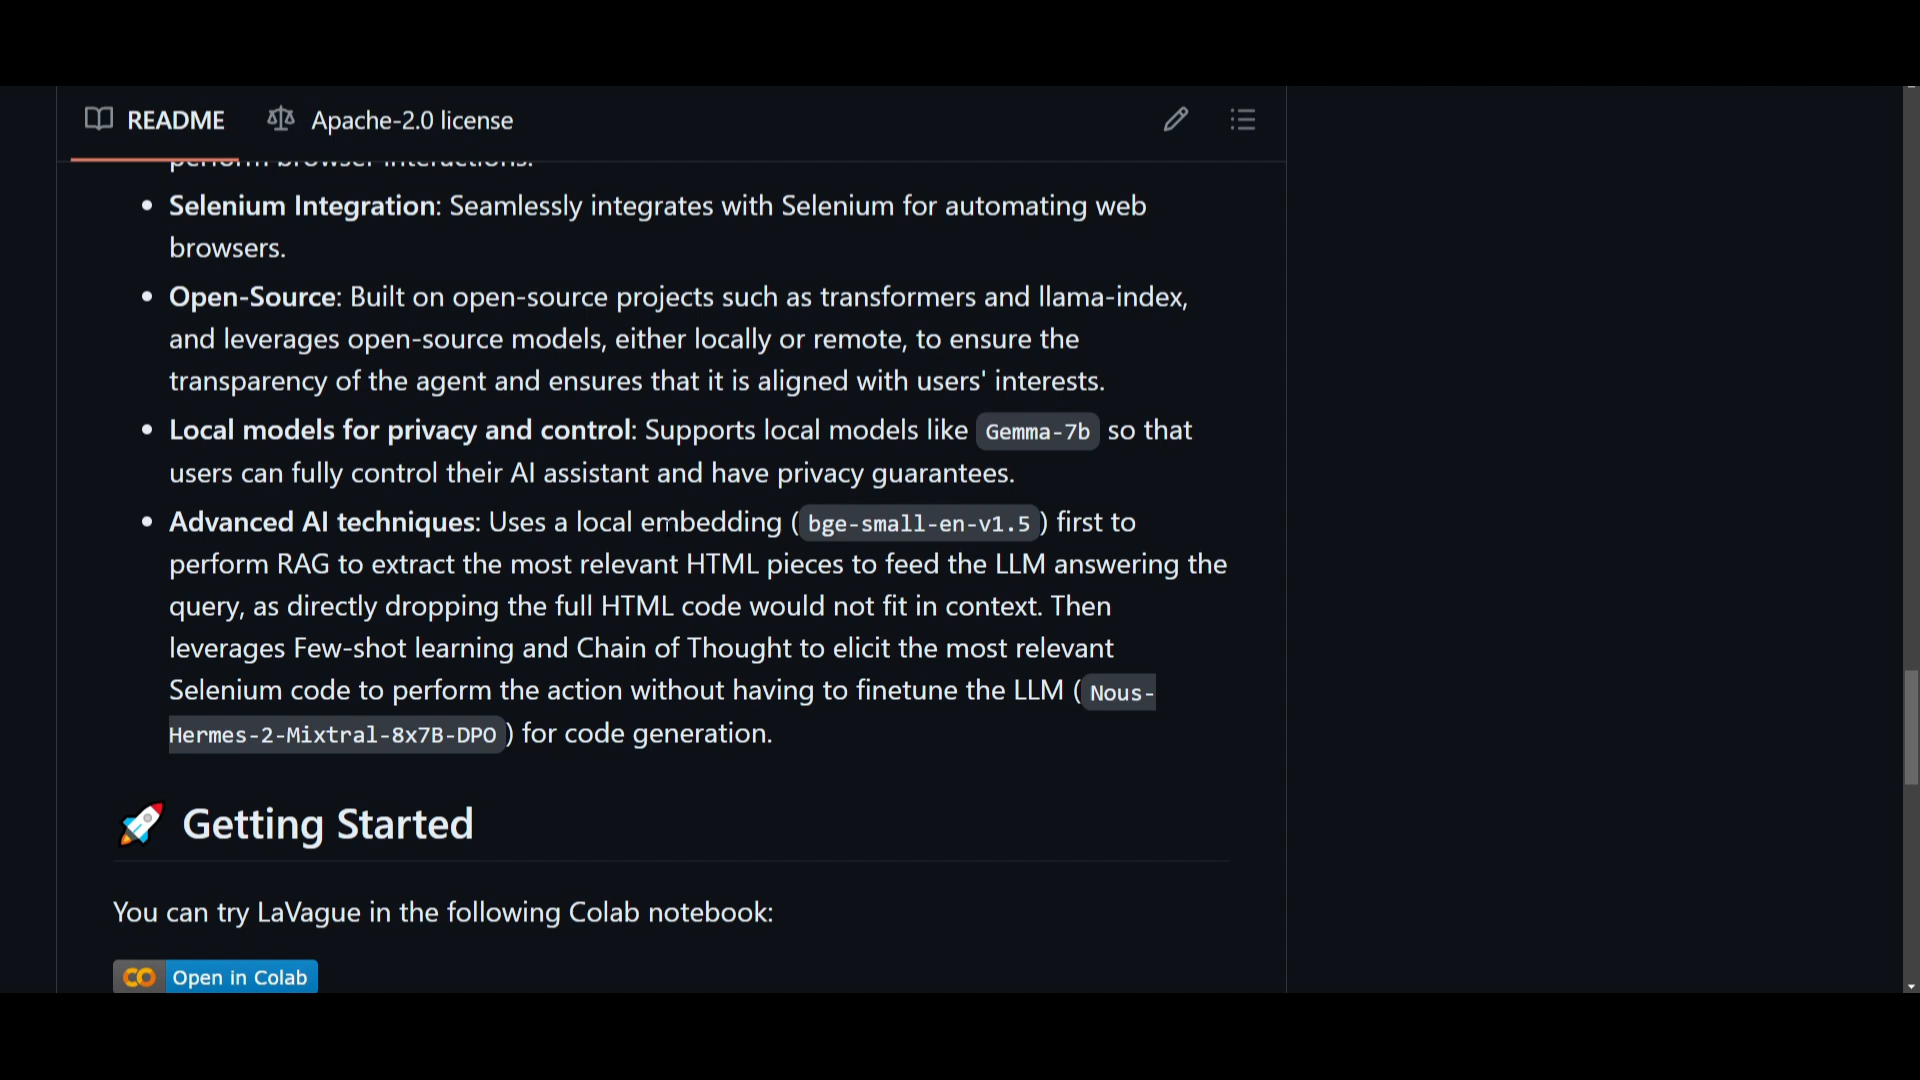 README
Apache-2.0 license
perform browser interactions.
Selenium Integration: Seamlessly integrates with Selenium for automating web
browsers.
Open-Source: Built on open-source projects such as transformers and llama-index,
and leverages open-source models, either locally or remote, to ensure the
transparency of the agent and ensures that it is aligned with users' interests.
Local models for privacy and control: Supports local models like Gemma-7b so that
users can fully control their AI assistant and have privacy guarantees.
Advanced AI techniques: Uses a local embedding (bge-small-en-v1.5) first to
perform RAG to extract the most relevant HTML pieces to feed the LLM answering the
query, as directly dropping the full HTML code would not fit in context. Then
leverages Few-shot learning and Chain of Thought to elicit the most relevant
Selenium code to perform the action without having to finetune the LLM (Nous-
Hermes-2-Mixtral-8x7B-DPO) for code generation.
🚀 Getting Started
You can try LaVague in the following Colab notebook:
Open in Colab